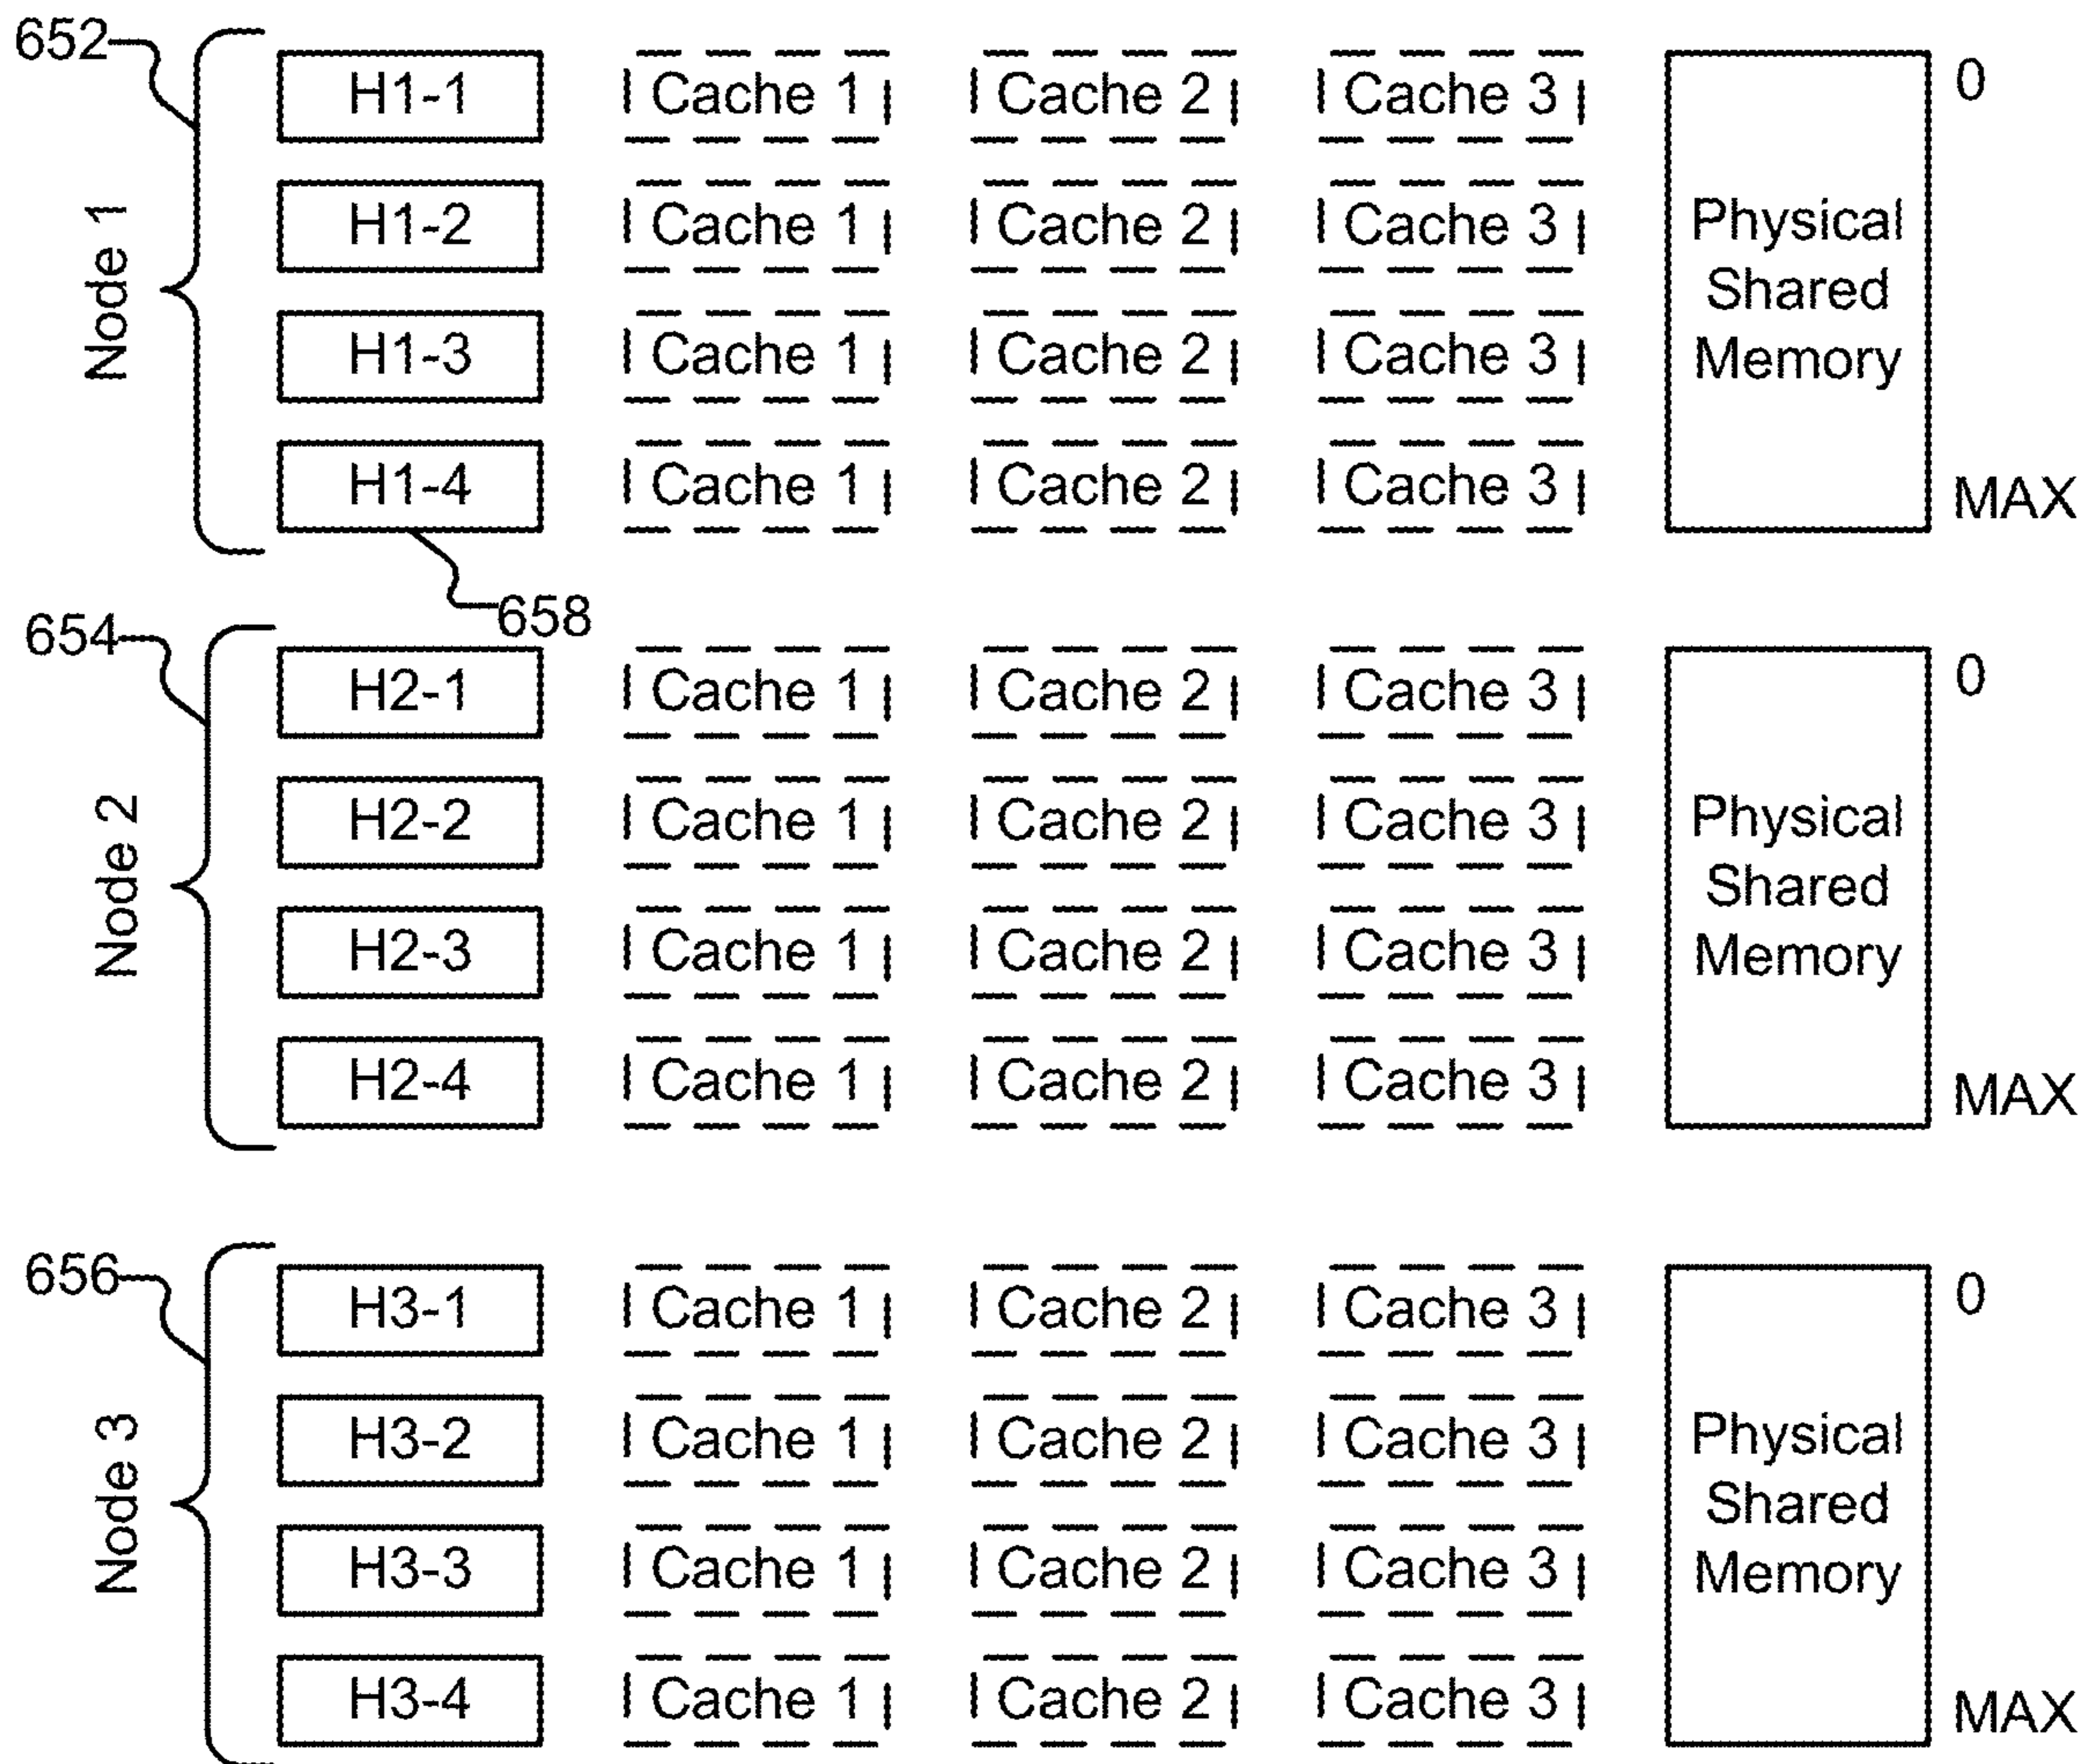 652
H1-1 Cache 1 Cache 2 Cache 3 0
H1-2 Cache 1 Cache 2 Cache 3
Node 1
Physical
Shared
Memory
H1-3 Cache 1 Cache 2 Cache 3
H1-4 Cache 1 Cache 2 Cache 3 MAX
658
654
H2-1 Cache 1 Cache 2 Cache 3 0
H2-2 Cache 1 Cache 2 Cache 3
Node 2
Physical
Shared
Memory
H2-3 Cache 1 Cache 2 Cache 3
H2-4 Cache 1 Cache 2 Cache 3 MAX
656
H3-1 Cache 1 Cache 2 Cache 3 0
H3-2 Cache 1 Cache 2 Cache 3
Node 3
Physical
Shared
Memory
H3-3 Cache 1 Cache 2 Cache 3
H3-4 Cache 1 Cache 2 Cache 3 MAX